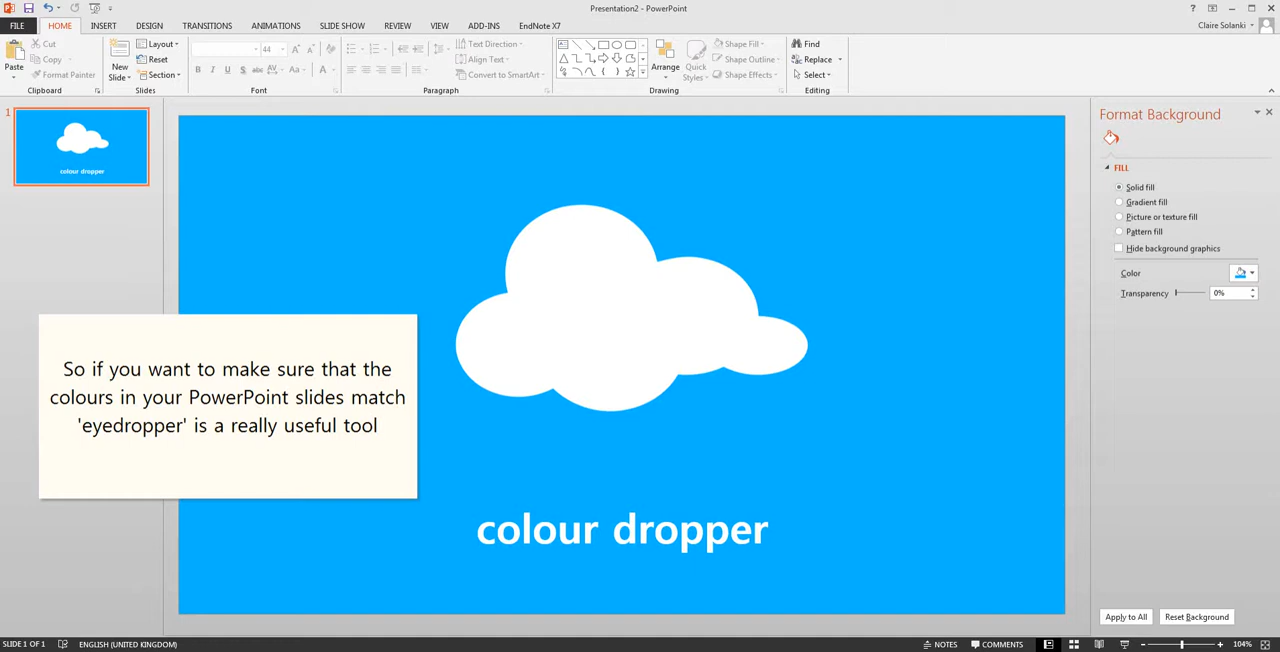 Presentation2 - PowerPoint
FILE HOME INSERT DESIGN TRANSITIONS ANIMATIONS SLIDE SHOW REVIEW VIEW ADD-INS EndNote X7
Claire Solanki
Paste
Cut
Copy
Format Painter
Clipboard
New
Slide
Layout
Reset
Section
Slides
44
B I U S abc AV Aa A
Font
Text Direction
Align Text
Convert to SmartArt
Paragraph
Arrange
Quick
Styles
Shape Fill
Shape Outline
Shape Effects
Drawing
Find
Replace
Select
Editing
1
colour dropper
So if you want to make sure that the
colours in your PowerPoint slides match
'eyedropper' is a really useful tool
colour dropper
Format Background
FILL
Solid fill
Gradient fill
Picture or texture fill
Pattern fill
Hide background graphics
Color
Transparency 0%
Apply to All Reset Background
SLIDE 1 OF 1 ENGLISH (UNITED KINGDOM) NOTES COMMENTS 104%